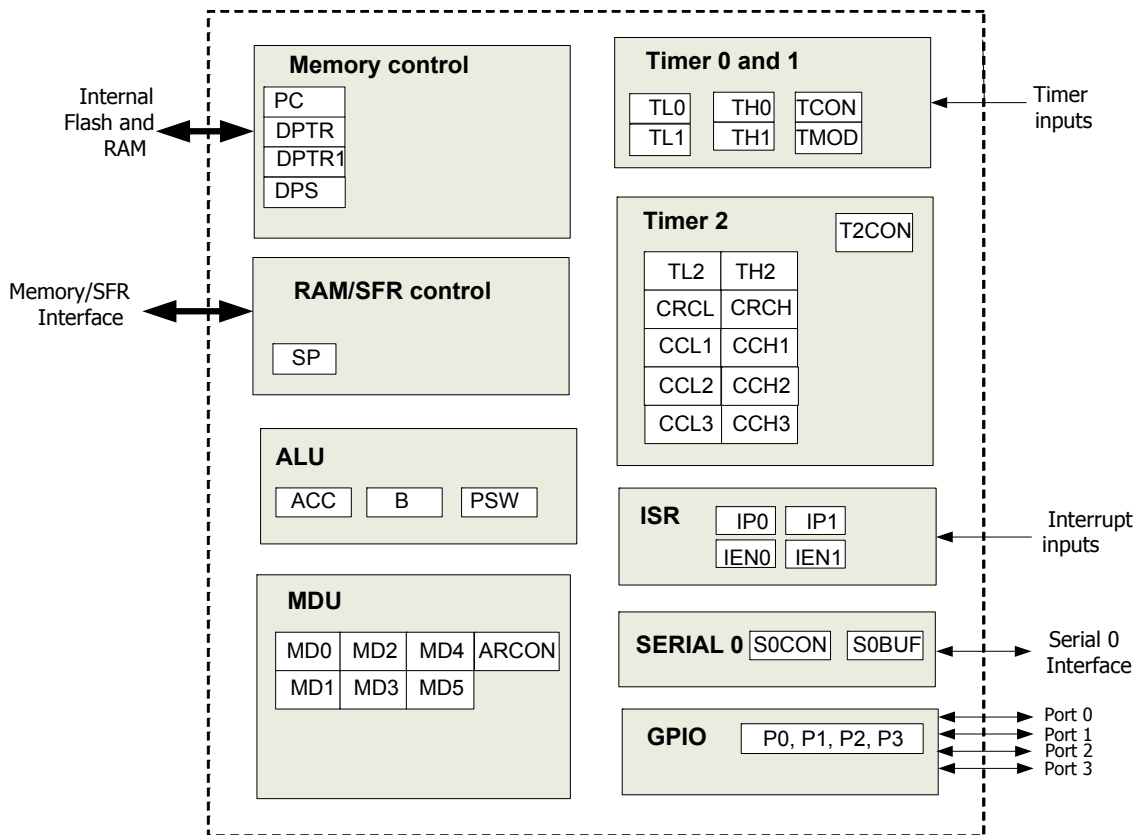 Memory control
PC
DPTR
DPTR1
DPS
Internal
Flash and
RAM
RAM/SFR control
SP
Memory/SFR
Interface
ALU
ACC B PSW
MDU
MD0 MD2 MD4 ARCON
MD1 MD3 MD5
Timer 0 and 1
TL0 TH0 TCON
TL1 TH1 TMOD
Timer
inputs
Timer 2
T2CON
TL2 TH2
CRCL CRCH
CCL1 CCH1
CCL2 CCH2
CCL3 CCH3
ISR
IP0 IP1
IEN0 IEN1
Interrupt
inputs
SERIAL 0 S0CON S0BUF
Serial 0
Interface
GPIO P0, P1, P2, P3
Port 0
Port 1
Port 2
Port 3